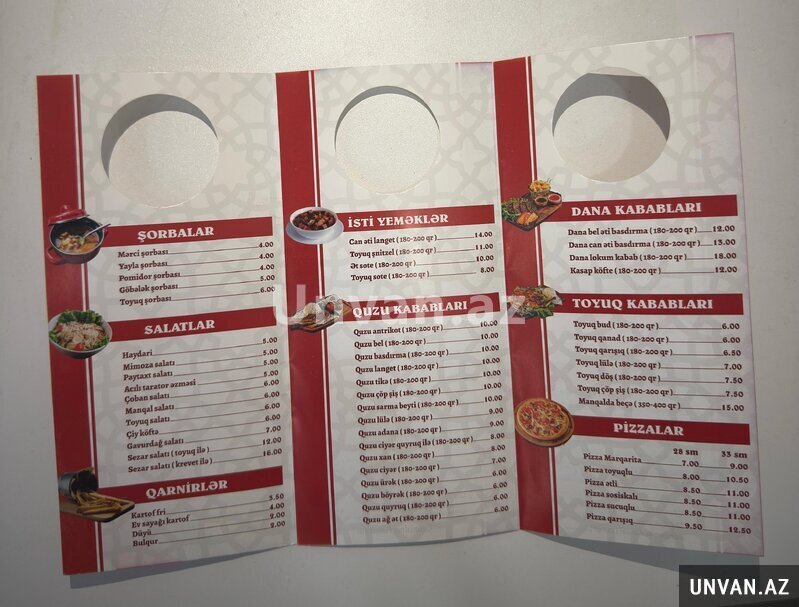 ŞORBALAR
Mərci şorbası 4.00
Yayla şorbası 4.00
Pomidor şorbası 4.00
Göbələk şorbası 5.00
Toyuq şorbası 6.00
SALATLAR
Haydari 5.00
Mimoza salatı 5.00
Paytaxt salatı 5.00
Acılı tarator əzməsi 5.00
Çoban salatı 6.00
Manqal salatı 6.00
Toyuq salatı 6.00
Çiy köftə 6.00
Gavurdağ salatı 7.00
Sezar salatı (toyuq ilə) 12.00
Sezar salatı (krevet ilə) 16.00
QARNİRLƏR
Kartof fri 3.50
Ev sayağı kartof 4.00
Düyü 2.00
Bulqur 2.00
İSTİ YEMƏKLƏR
Can əti langet (180-200 qr) 14.00
Toyuq şnitzel (180-200 qr) 11.00
Ət sote (180-200 qr) 10.00
Toyuq sote (180-200 qr) 8.00
QUZU KABABLARI
Quzu antrikot (180-200 qr) 10.00
Quzu bel (180-200 qr) 10.00
Quzu basdırma (180-200 qr) 10.00
Quzu langet (180-200 qr) 10.00
Quzu tikə (180-200 qr) 10.00
Quzu çöp şiş (180-200 qr) 10.00
Quzu sarma beyti (180-200 qr) 10.00
Quzu lülə (180-200 qr) 9.00
Quzu adana (180-200 qr) 9.00
Quzu ciyər quyruq ilə (180-200 qr) 8.00
Quzu xan (180-200 qr) 8.00
Quzu ciyər (180-200 qr) 7.00
Quzu ürək (180-200 qr) 6.00
Quzu böyrək (180-200 qr) 6.00
Quzu quyruq (180-200 qr) 6.00
Quzu ağ ət (180-200 qr) 6.00
DANA KABABLARI
Dana bel əti basdırma (180-200 qr) 12.00
Dana can əti basdırma (180-200 qr) 13.00
Dana lokum kabab (180-200 qr) 18.00
Kasap köfte (180-200 qr) 12.00
TOYUQ KABABLARI
Toyuq bud (180-200 qr) 6.00
Toyuq qanad (180-200 qr) 6.00
Toyuq qarışıq (180-200 qr) 6.50
Toyuq lülə (180-200 qr) 7.00
Toyuq döş (180-200 qr) 7.50
Toyuq çöp şiş (180-200 qr) 7.50
Manqalda beçə (350-400 qr) 15.00
PİZZALAR
28 sm 33 sm
Pizza Marqarita 7.00 9.00
Pizza toyuqlu 8.00 10.50
Pizza ətli 8.50 11.00
Pizza sosiskalı 8.50 11.00
Pizza sucuqlu 8.50 11.00
Pizza qarışıq 9.50 12.50
Unvan.az
UNVAN.AZ